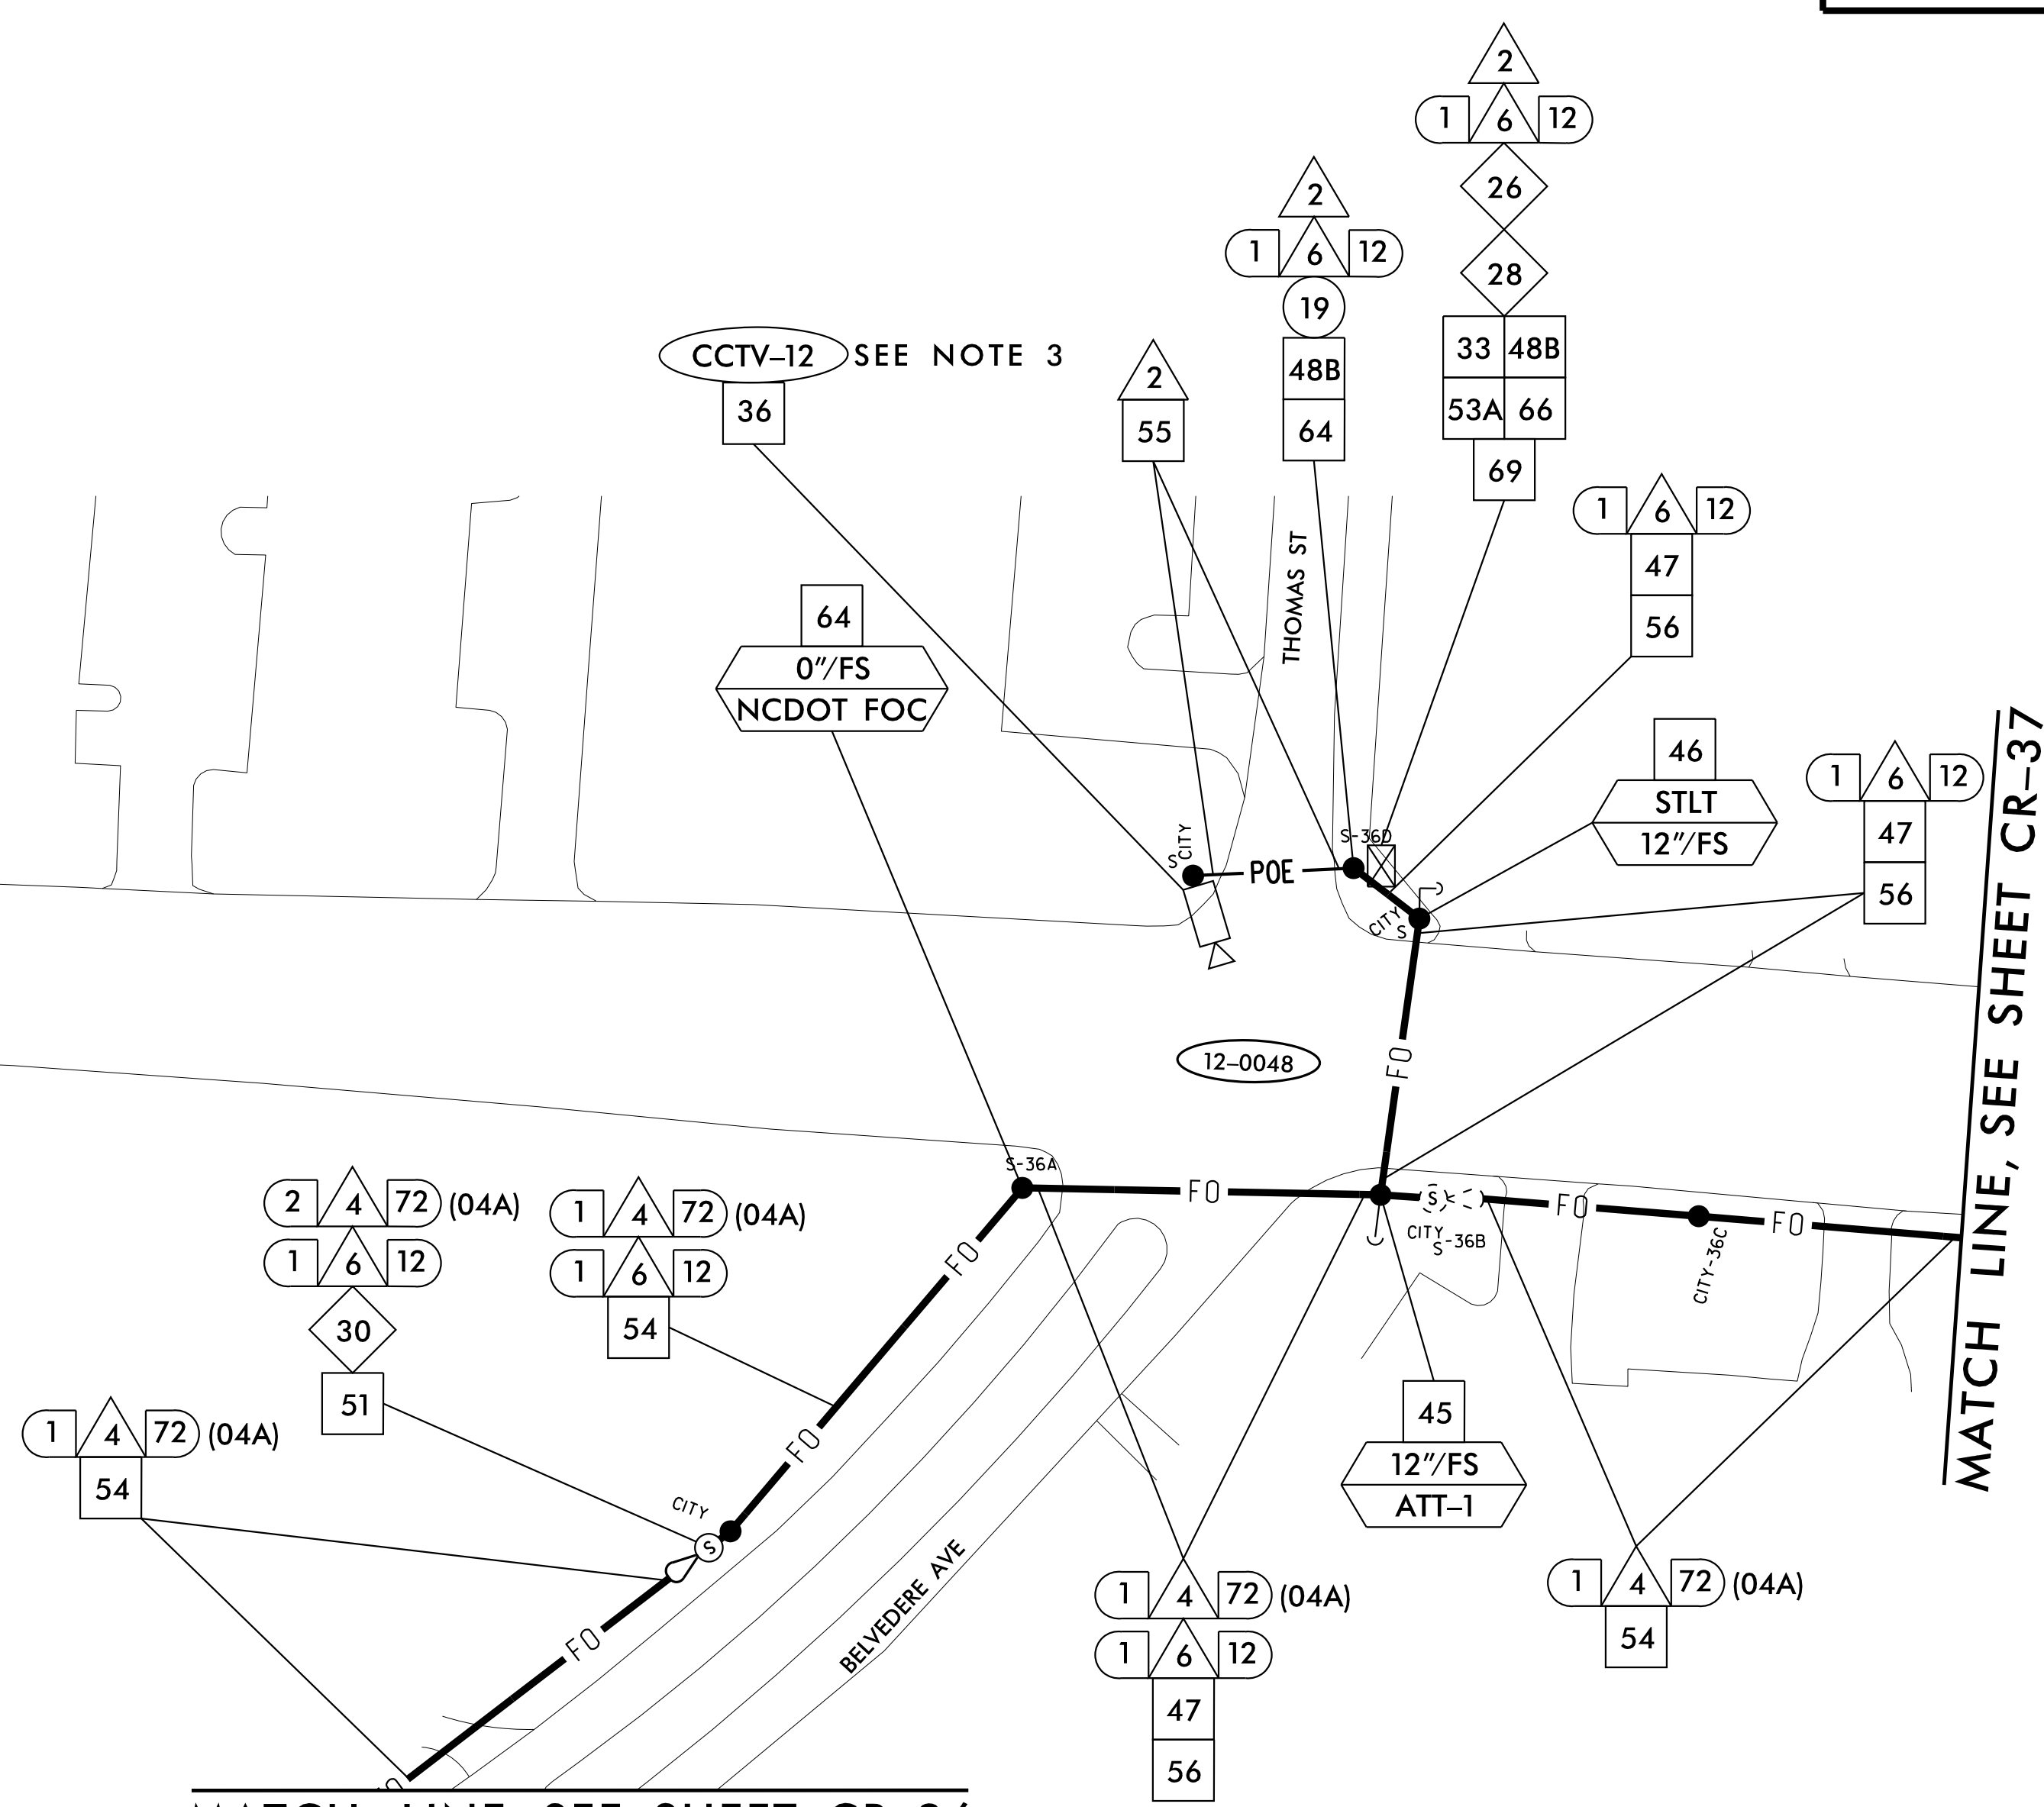 2
1 6 12
26
28
33 48B
53A 66
69
2
1 6 12
19
48B
64
CCTV–12 SEE NOTE 3
36
2
55
1 6 12
47
56
THOMAS ST
64
0"/FS
NCDOT FOC
46
STLT
12"/FS
1 6 12
47
56
MATCH LINE, SEE SHEET CR–37
S CITY
POE
S-36D
CITY
S
FO
12–0048
S-36A
FO
S
FO
FO
CITY
S-36B
CITY-36C
2 4 72 (04A)
1 6 12
30
51
1 4 72 (04A)
1 6 12
54
FO
FO
1 4 72 (04A)
54
CITY
S
FO
BELVEDERE AVE
45
12"/FS
ATT–1
1 4 72 (04A)
1 6 12
47
56
1 4 72 (04A)
54